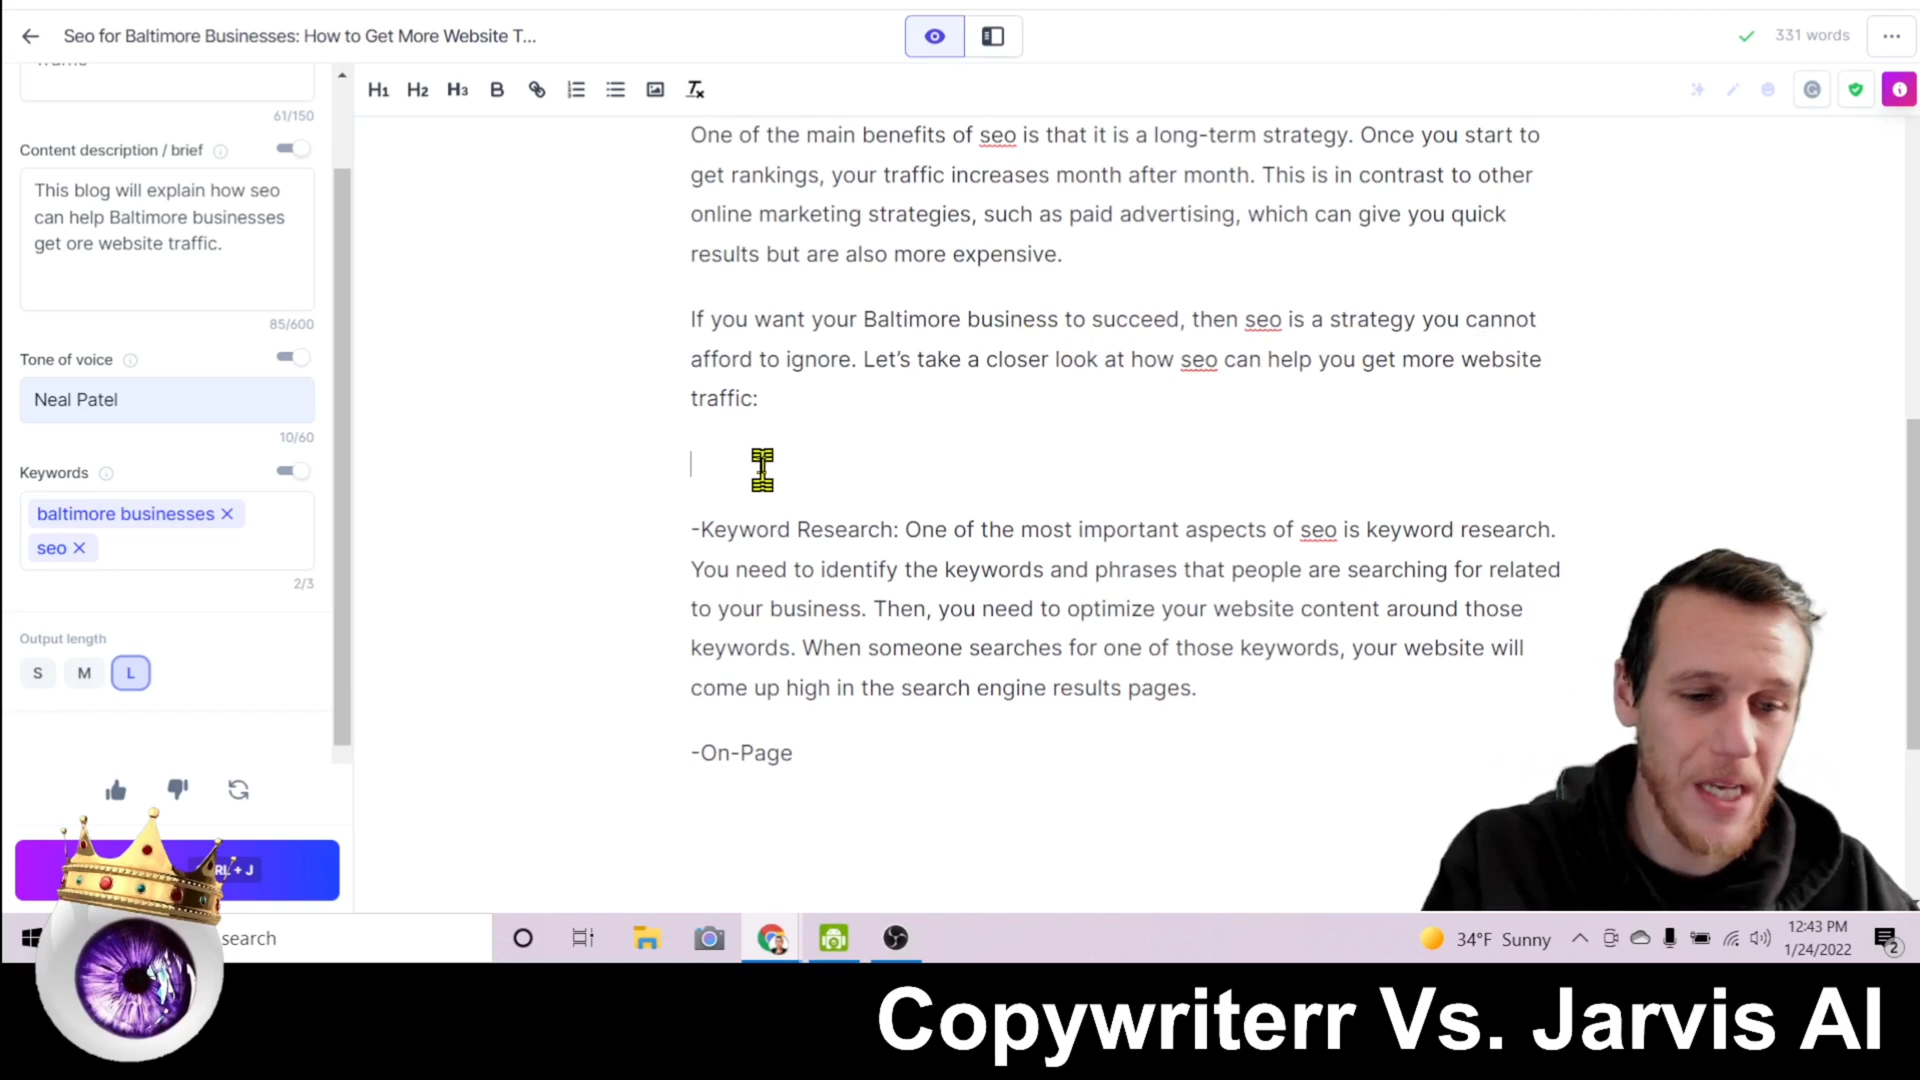 Seo for Baltimore Businesses: How to Get More Website T...
331 words
H1 H2 H3 B
61/150
Content description / brief
This blog will explain how seo
can help Baltimore businesses
get ore website traffic.
85/600
Tone of voice
Neal Patel
10/60
Keywords
baltimore businesses
seo
2/3
Output length
S M L
RL + J
One of the main benefits of seo is that it is a long-term strategy. Once you start to
get rankings, your traffic increases month after month. This is in contrast to other
online marketing strategies, such as paid advertising, which can give you quick
results but are also more expensive.
If you want your Baltimore business to succeed, then seo is a strategy you cannot
afford to ignore. Let’s take a closer look at how seo can help you get more website
traffic:
-Keyword Research: One of the most important aspects of seo is keyword research.
You need to identify the keywords and phrases that people are searching for related
to your business. Then, you need to optimize your website content around those
keywords. When someone searches for one of those keywords, your website will
come up high in the search engine results pages.
-On-Page
search
34°F Sunny
12:43 PM
1/24/2022
2
Copywriterr Vs. Jarvis AI